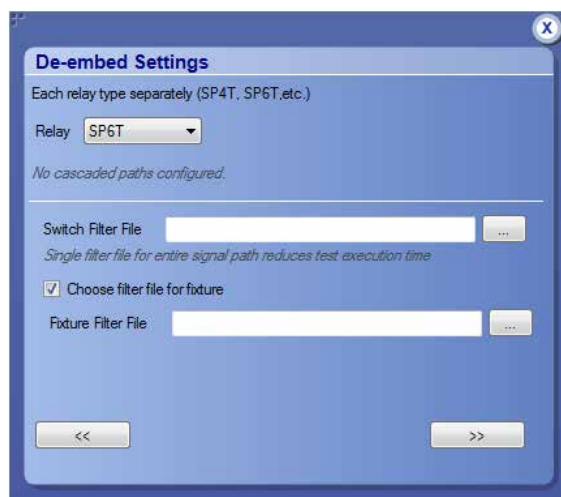 X
De-embed Settings
Each relay type separately (SP4T, SP6T,etc.)
Relay SP6T
No cascaded paths configured.
Switch Filter File ...
Single filter file for entire signal path reduces test execution time
Choose filter file for fixture
Fixture Filter File ...
<< >>